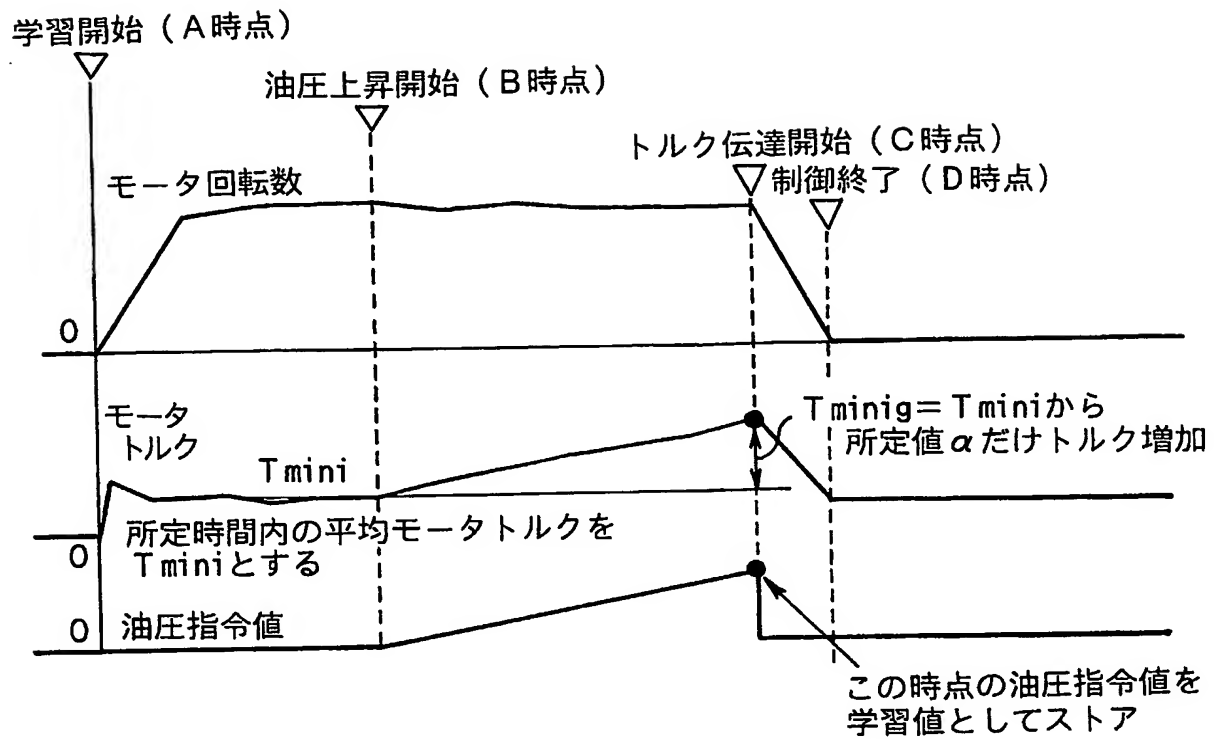 学習開始（A時点）
油圧上昇開始（B時点）
トルク伝達開始（C時点）
制御終了（D時点）
モータ回転数
0
モータ
トルク
Tmini
Tminig＝Tminiから
所定値αだけトルク増加
0
所定時間内の平均モータトルクを
Tminiとする
0
油圧指令値
この時点の油圧指令値を
学習値としてストア